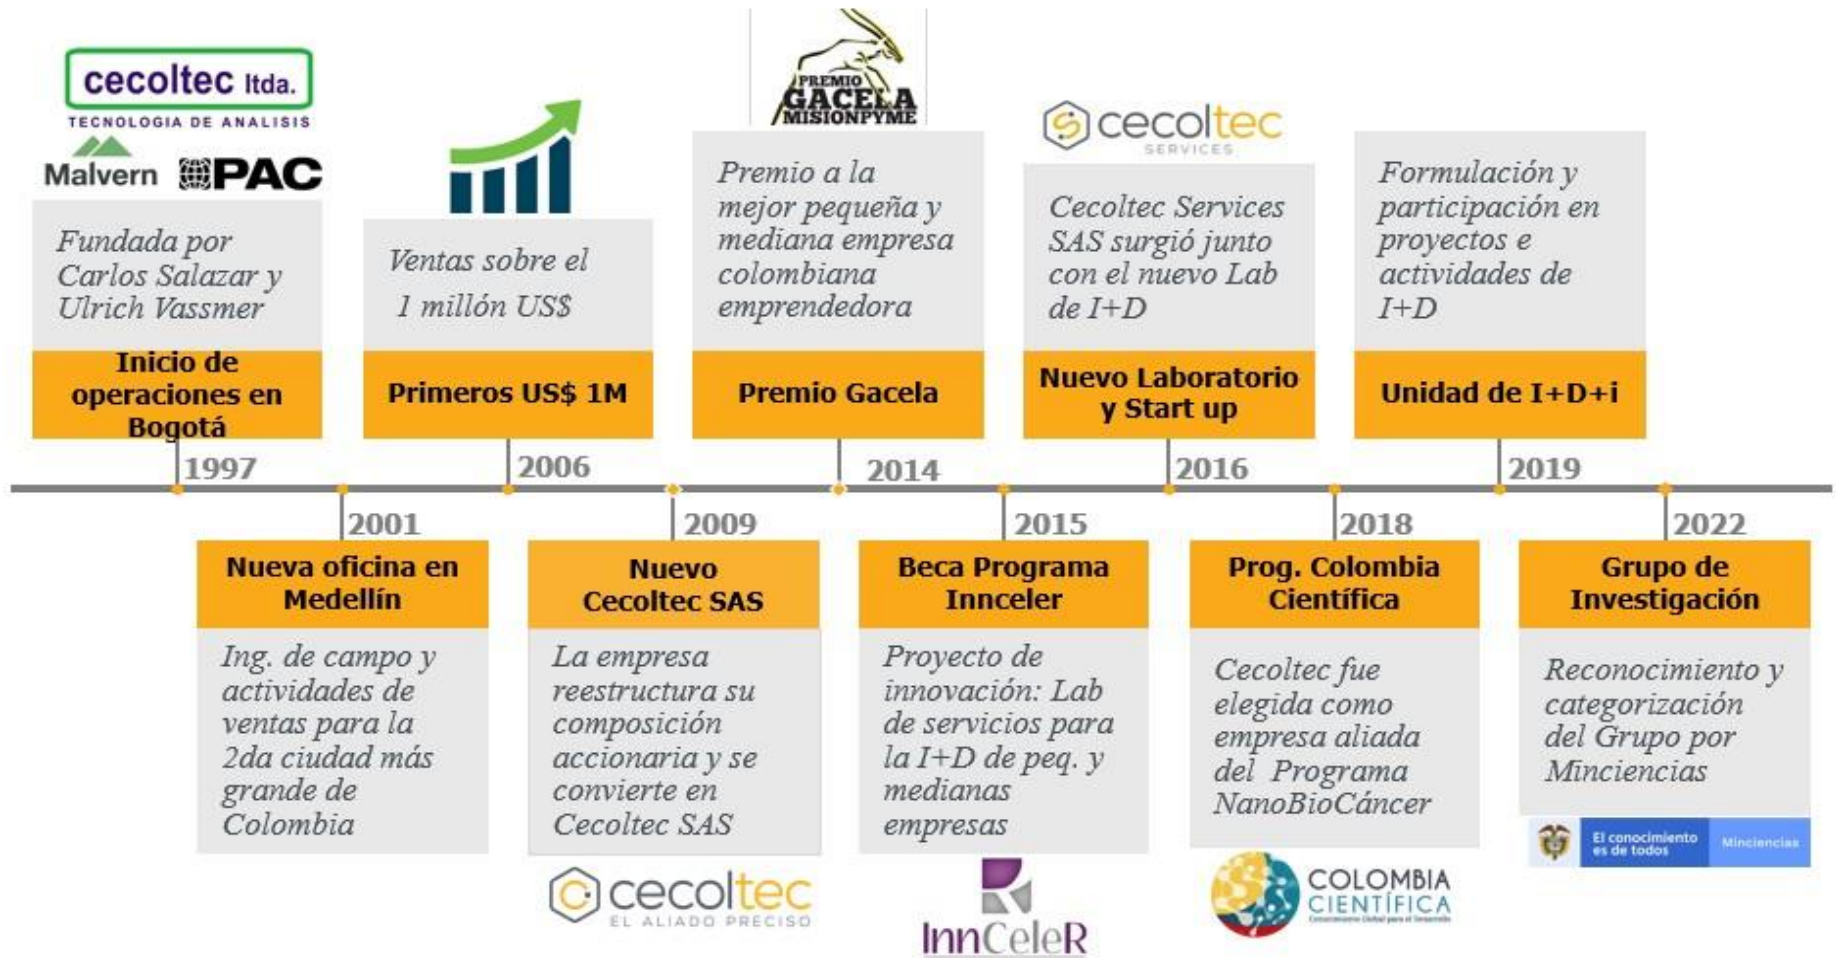 cecoltec ltda.
TECNOLOGIA DE ANALISIS
Malvern
PAC
Fundada por
Carlos Salazar y
Ulrich Vassmer
Inicio de
operaciones en
Bogotá
1997
2001
Nueva oficina en
Medellín
Ing. de campo y
actividades de
ventas para la
2da ciudad más
grande de
Colombia
Ventas sobre el
1 millón US$
Primeros US$ 1M
2006
2009
Nuevo
Cecoltec SAS
La empresa
reestructura su
composición
accionaria y se
convierte en
Cecoltec SAS
cecoltec
EL ALIADO PRECISO
PREMIO
GACELA
MISIONPYME
Premio a la
mejor pequeña y
mediana empresa
colombiana
emprendedora
Premio Gacela
2014
2015
Beca Programa
Innceler
Proyecto de
innovación: Lab
de servicios para
la I+D de peq. y
medianas
empresas
InnCeleR
cecoltec
SERVICES
Cecoltec Services
SAS surgió junto
con el nuevo Lab
de I+D
Nuevo Laboratorio
y Start up
2016
2018
Prog. Colombia
Científica
Cecoltec fue
elegida como
empresa aliada
del Programa
NanoBioCáncer
COLOMBIA
CIENTÍFICA
Conocimiento Global para el Desarrollo
Formulación y
participación en
proyectos e
actividades de
I+D
Unidad de I+D+i
2019
2022
Grupo de
Investigación
Reconocimiento y
categorización
del Grupo por
Minciencias
El conocimiento
es de todos
Minciencias